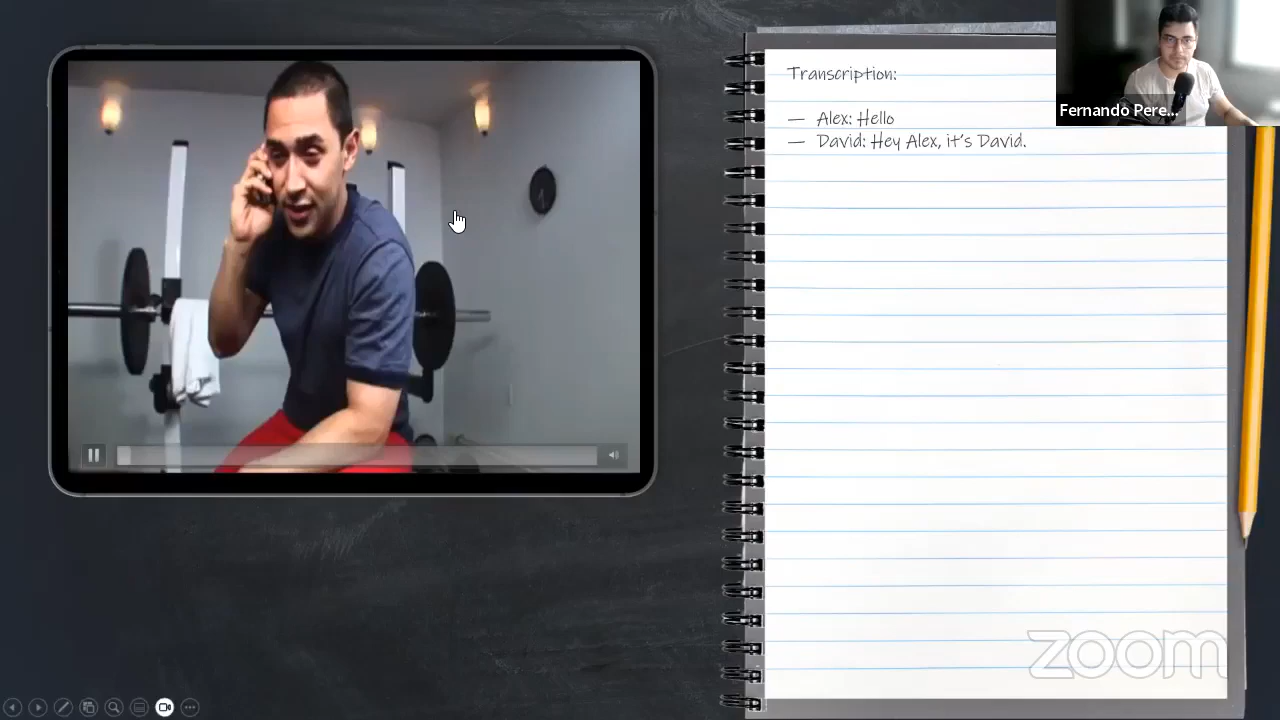 Transcription:
— Alex: Hello
— David: Hey Alex, it's David.
Fernando Pere...
zoom